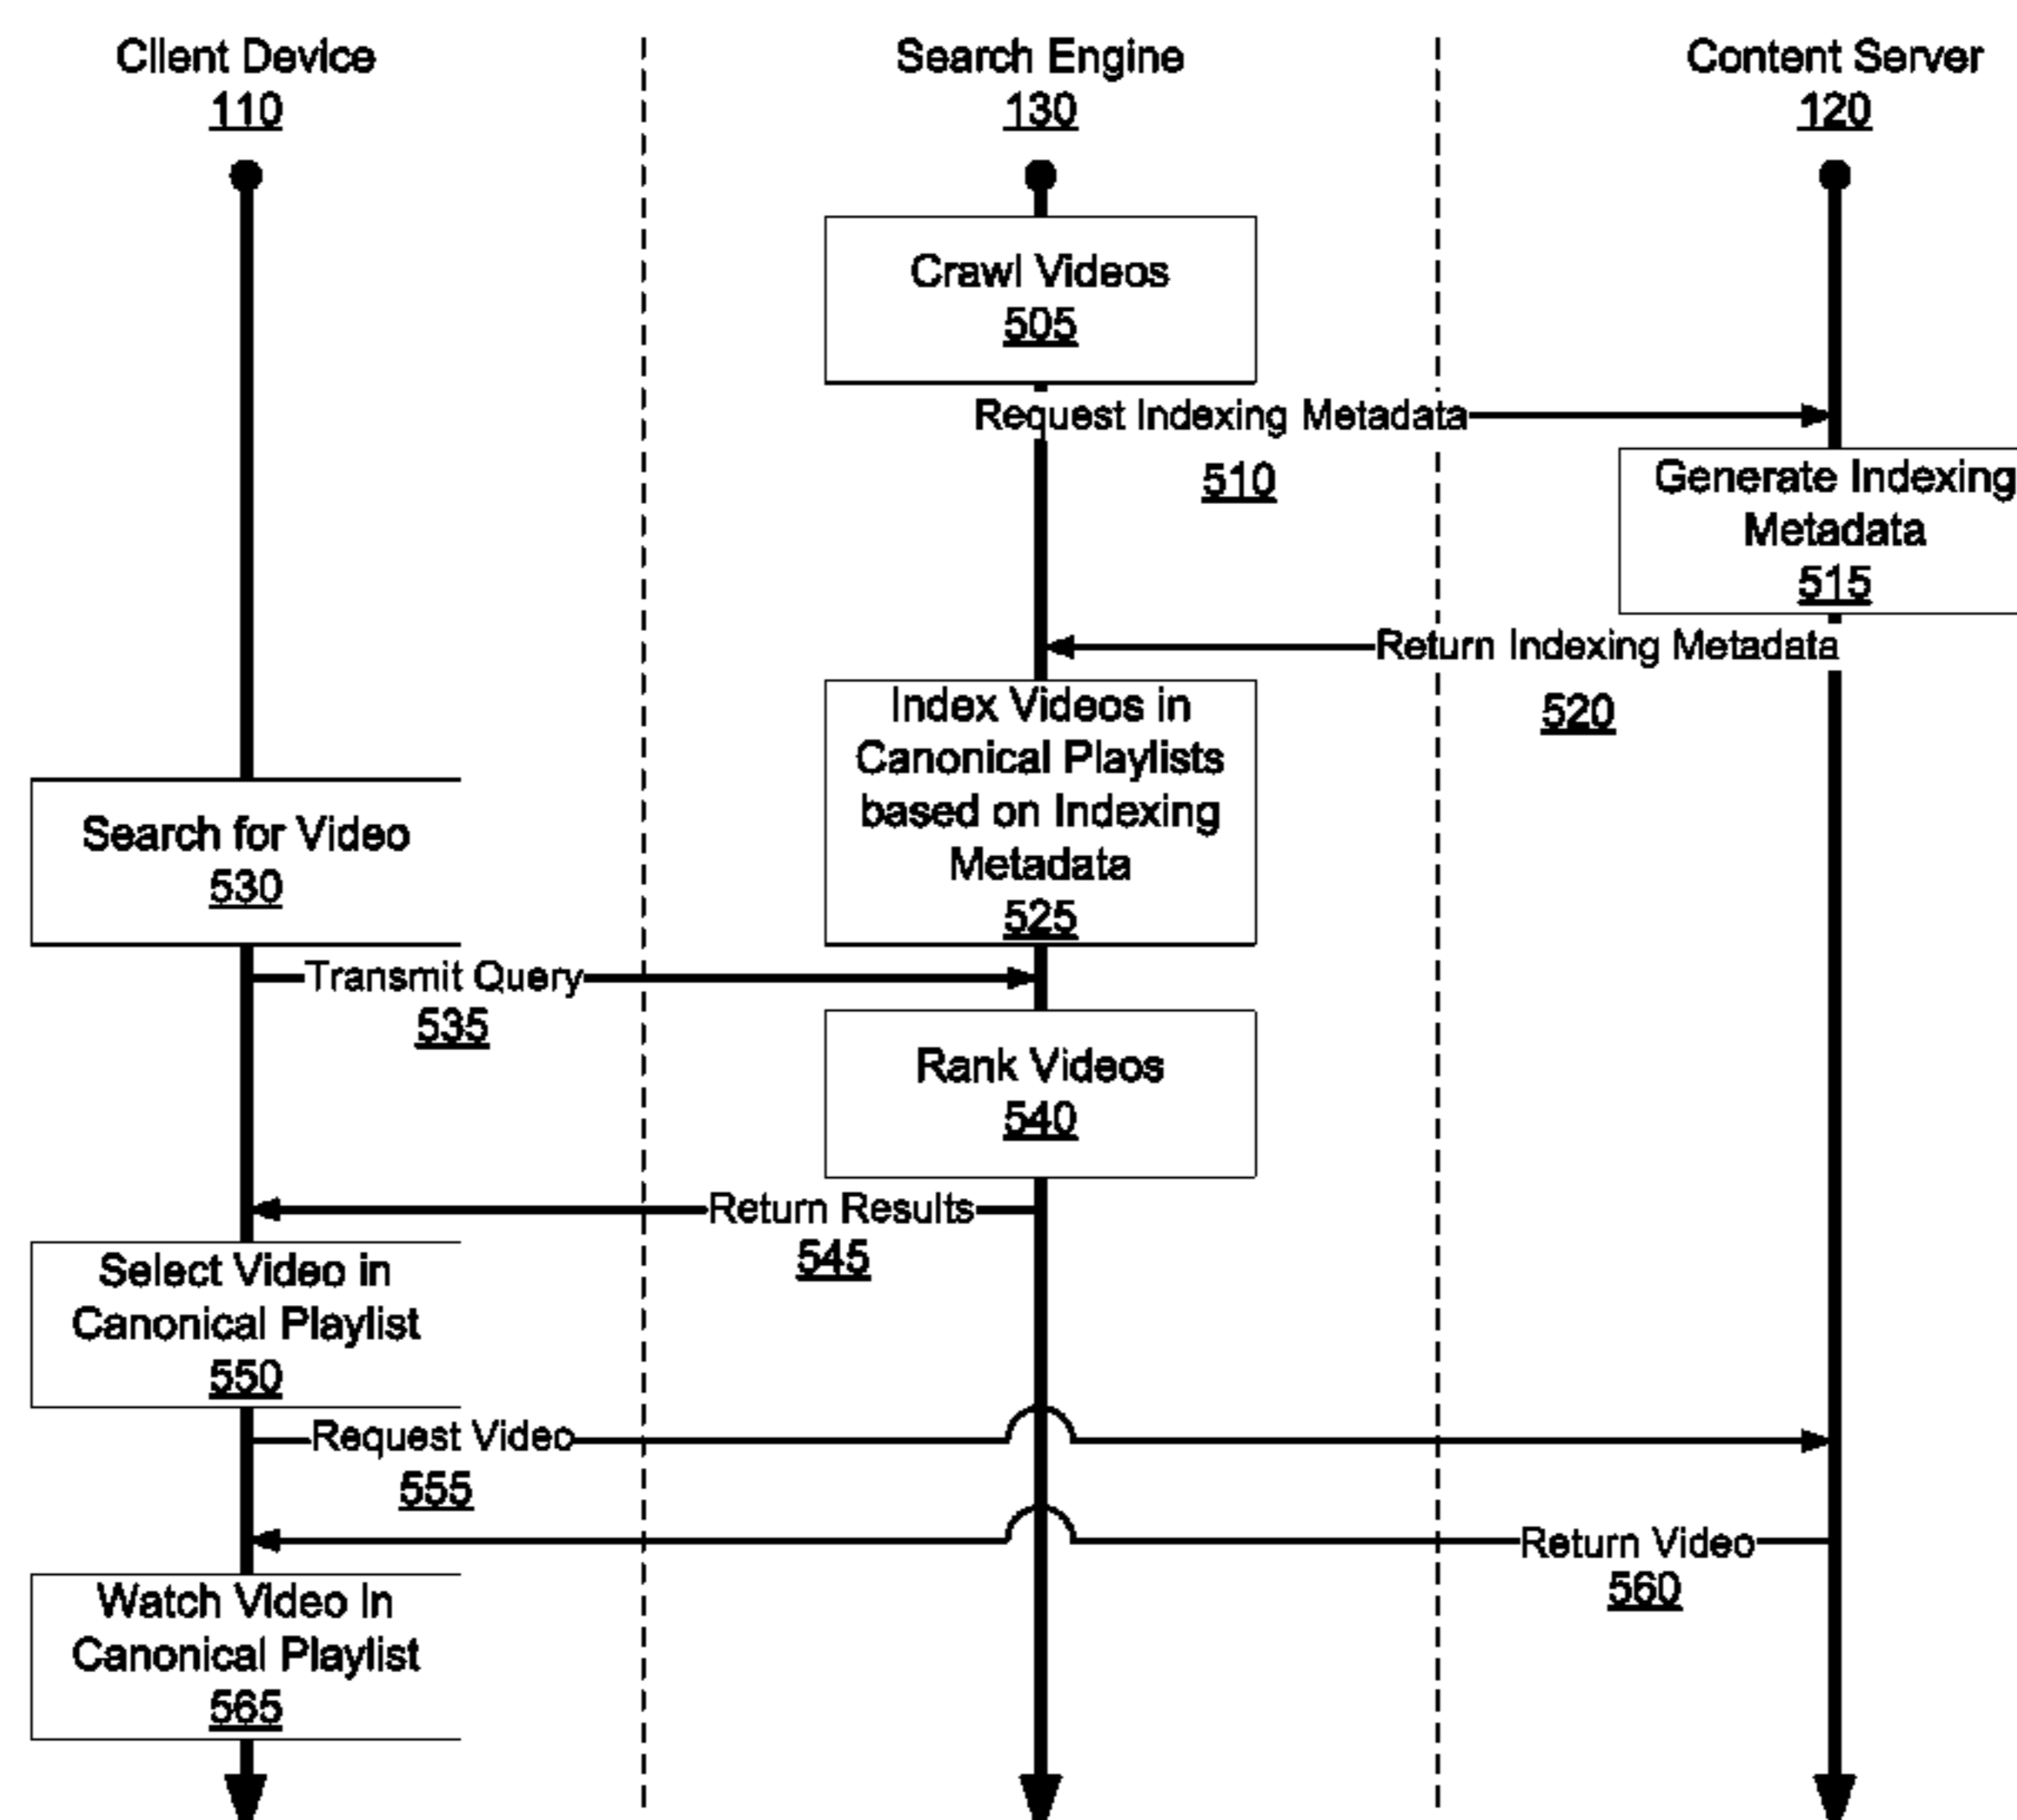 Client Device
110
Search Engine
130
Content Server
120
Crawl Videos
505
Request Indexing Metadata
510
Generate Indexing
Metadata
515
Return Indexing Metadata
520
Index Videos in
Canonical Playlists
based on Indexing
Metadata
525
Search for Video
530
Transmit Query
535
Rank Videos
540
Return Results
545
Select Video in
Canonical Playlist
550
Request Video
555
Return Video
560
Watch Video in
Canonical Playlist
565